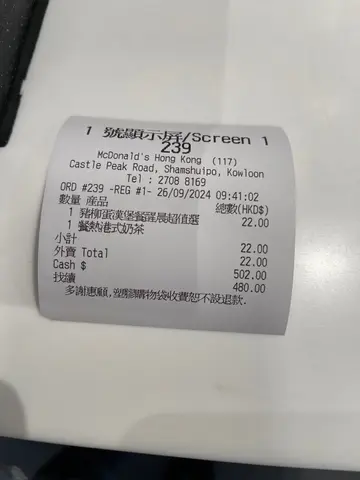 1 號顯示屏/Screen 1
239
McDonald's Hong Kong (117)
Castle Peak Road, Shamshuipo, Kowloon
Tel : 2708 8169
ORD #239 -REG #1- 26/09/2024 09:41:02
數量 產品 總數(HKD$)
1 豬柳蛋漢堡餐醒晨超值選 22.00
1 餐熱港式奶茶
小計 22.00
外賣 Total 22.00
Cash $ 502.00
找續 480.00
多謝惠顧,塑膠購物袋收費恕不設退款.